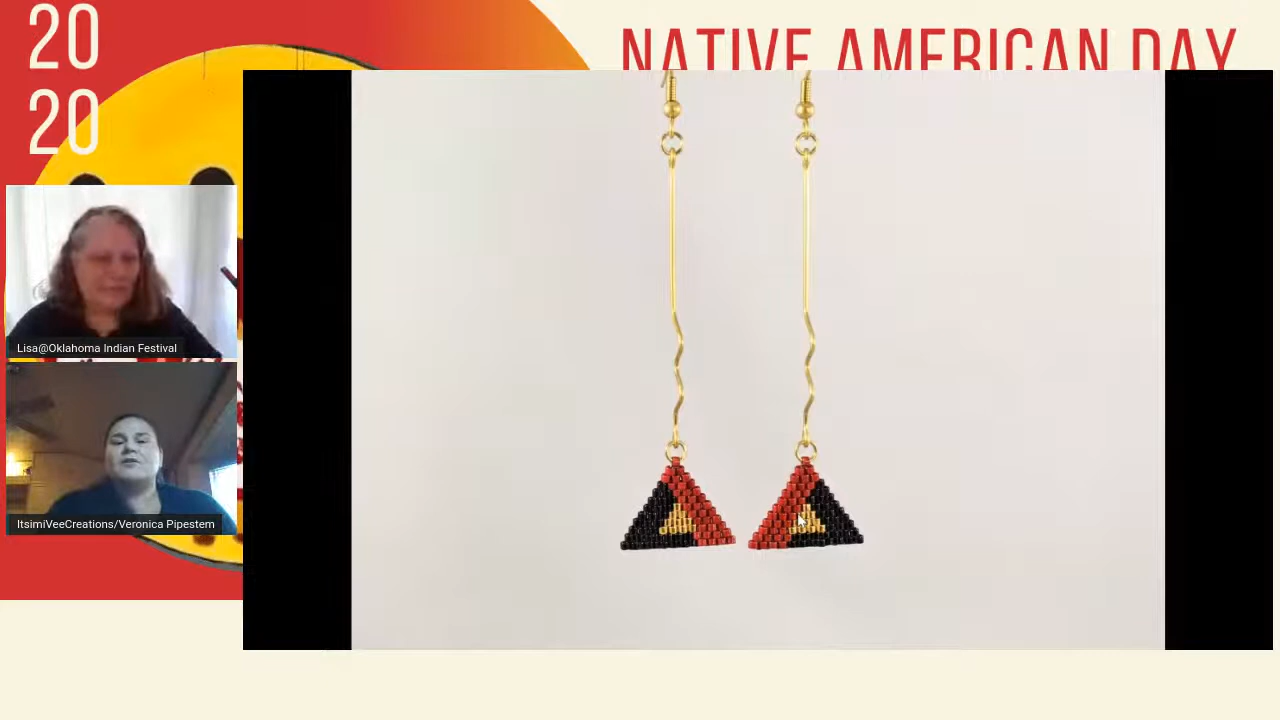 20
20
NATIVE AMERICAN DAY
Lisa@Oklahoma Indian Festival
ItsimiVeeCreations/Veronica Pipestem